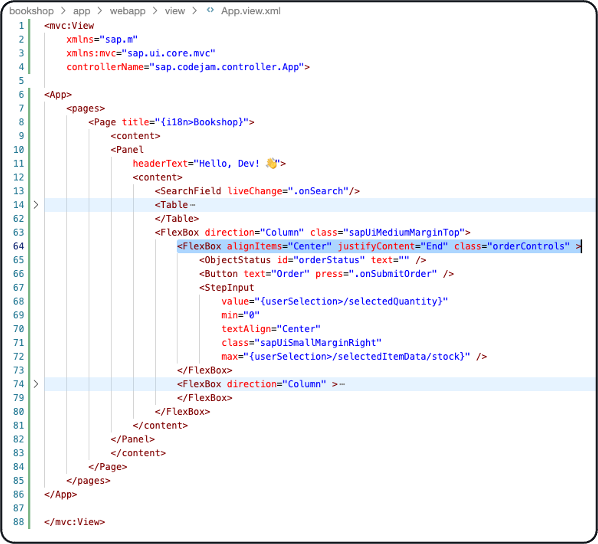 bookshop > app > webapp > view > <> App.view.xml
1 <mvc:View
2 xmlns="sap.m"
3 xmlns:mvc="sap.ui.core.mvc"
4 controllerName="sap.codejam.controller.App">
5
6 <App>
7 <pages>
8 <Page title="{i18n>Bookshop}">
9 <content>
10 <Panel
11 headerText="Hello, Dev! 👋">
12 <content>
13 <SearchField liveChange=".onSearch"/>
14 <Table⋯
62 </Table>
63 <FlexBox direction="Column" class="sapUiMediumMarginTop">
64 <FlexBox alignItems="Center" justifyContent="End" class="orderControls" >
65 <ObjectStatus id="orderStatus" text="" />
66 <Button text="Order" press=".onSubmitOrder" />
67 <StepInput
68 value="{userSelection>/selectedQuantity}"
69 min="0"
70 textAlign="Center"
71 class="sapUiSmallMarginRight"
72 max="{userSelection>/selectedItemData/stock}" />
73 </FlexBox>
74 <FlexBox direction="Column" >⋯
79 </FlexBox>
80 </FlexBox>
81 </content>
82 </Panel>
83 </content>
84 </Page>
85 </pages>
86 </App>
87
88 </mvc:View>